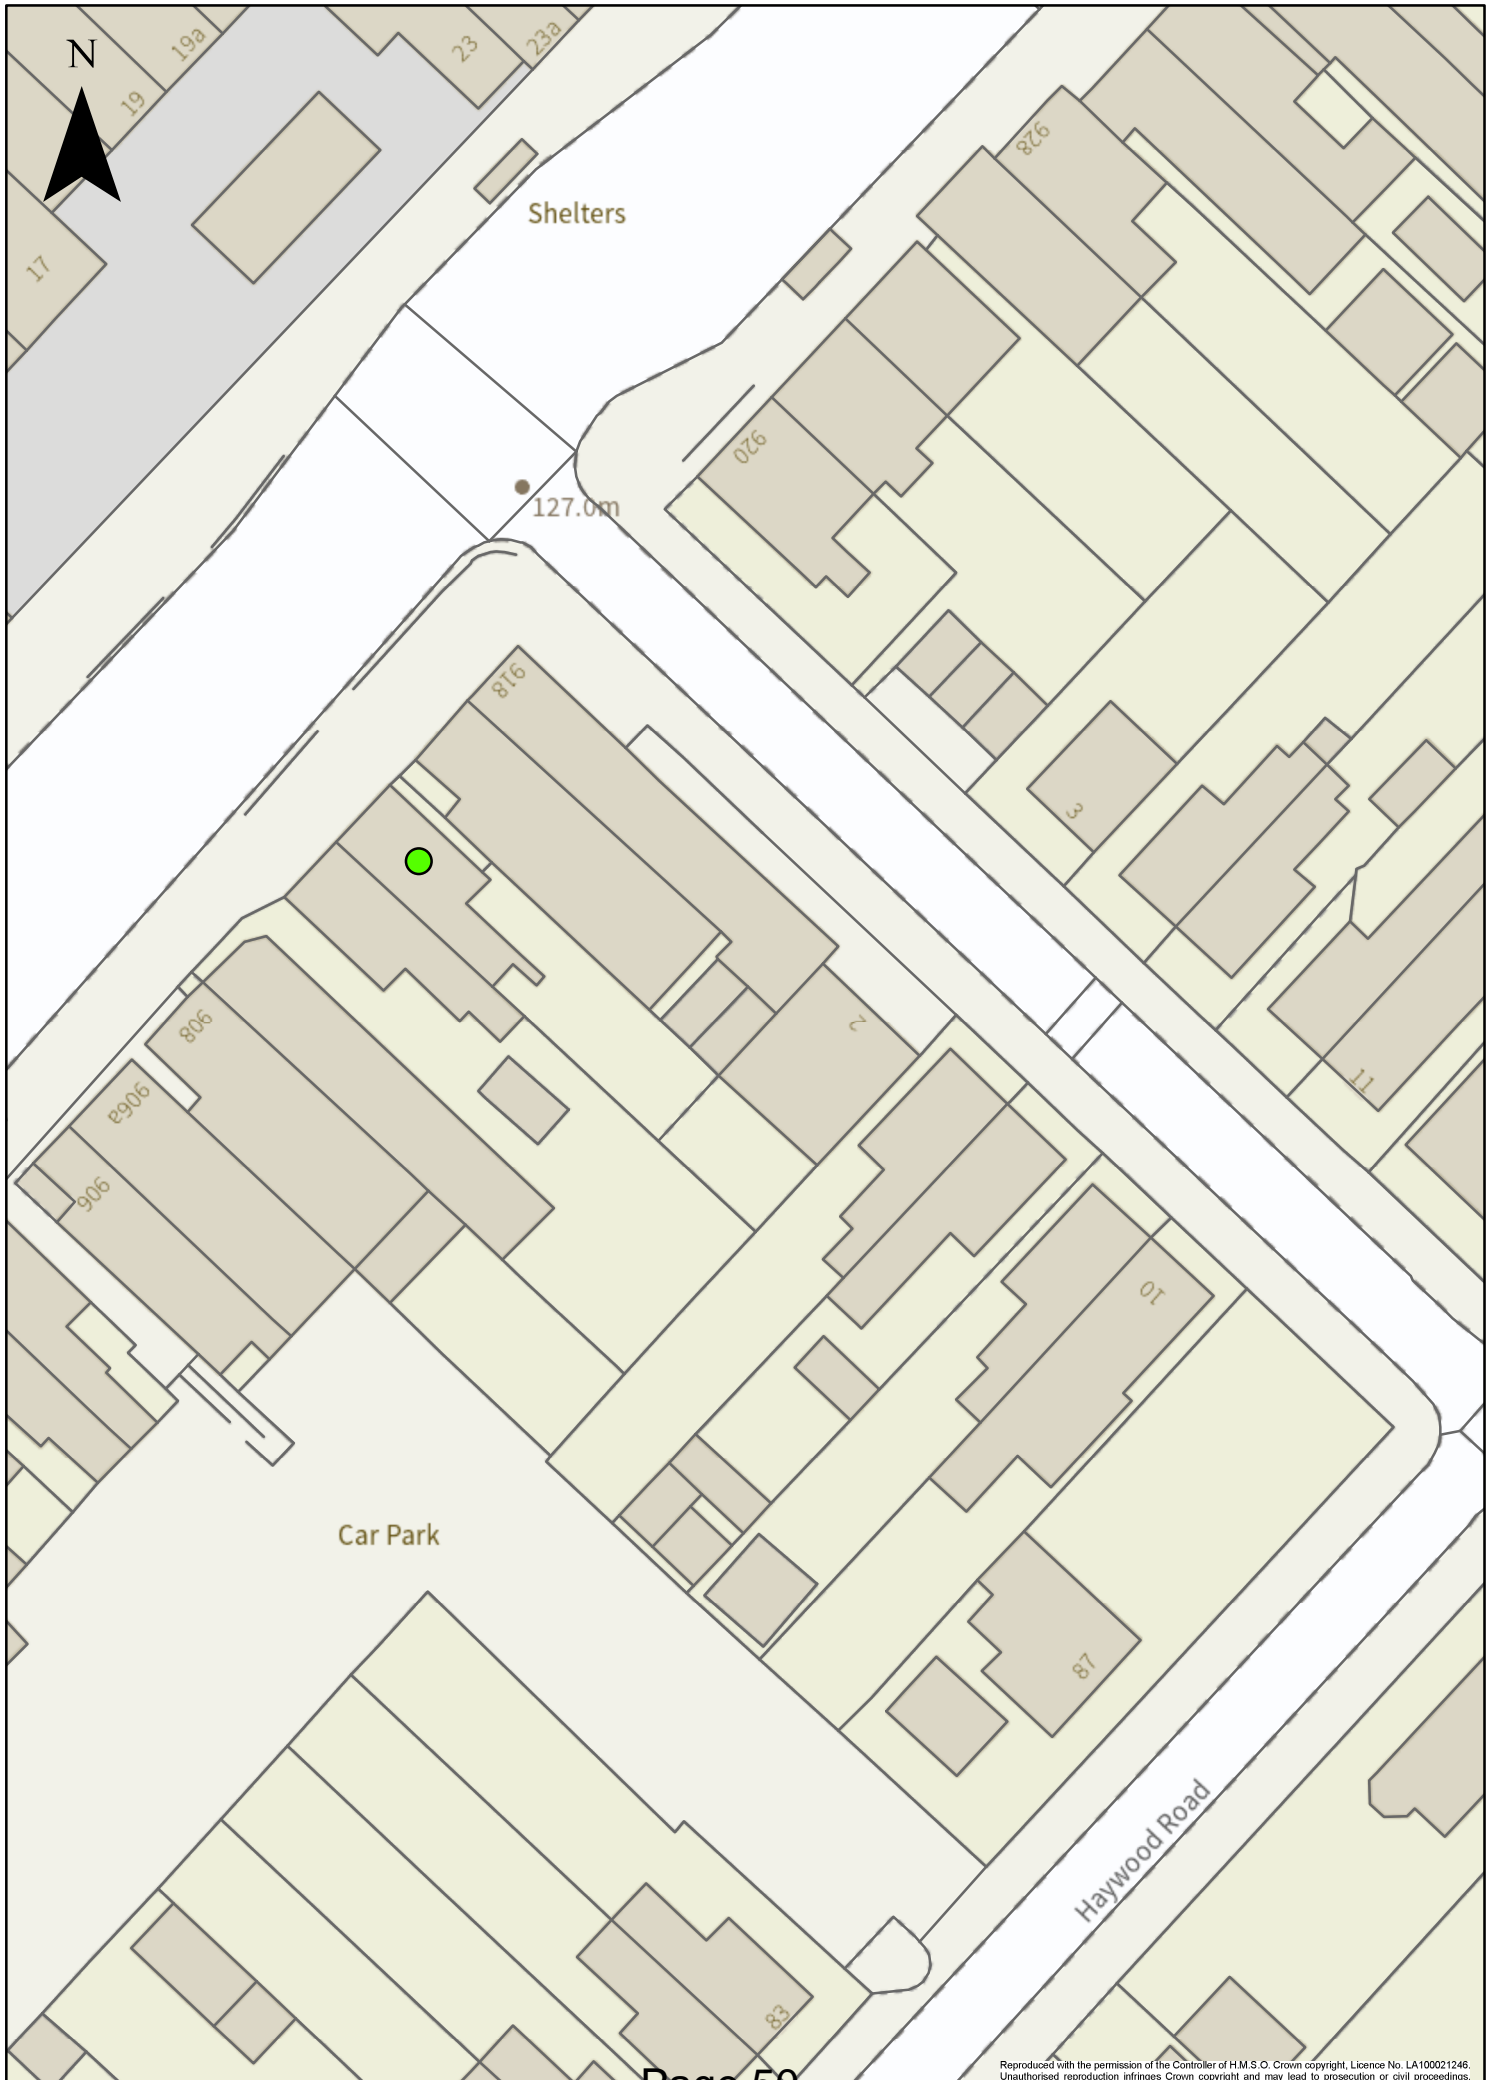 19a
23
23a
N
19
928
Shelters
17
920
127.0m
918
3
2
808
11
906a
906
10
Car Park
87
Haywood Road
83
Reproduced with the permission of the Controller of H.M.S.O. Crown copyright, Licence No. LA100021246.
Unauthorised reproduction infringes Crown copyright and may lead to prosecution or civil proceedings.